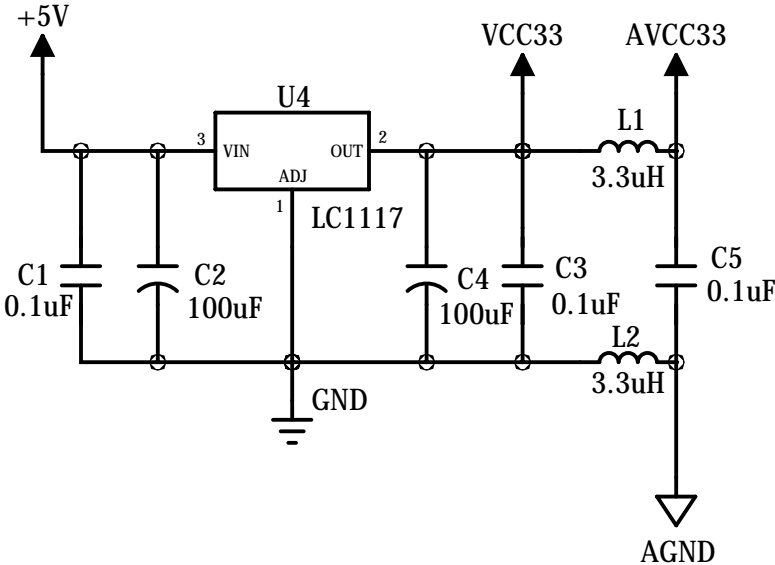 +5V
VCC33
AVCC33
U4
L1
3
VIN
OUT
2
ADJ
3.3uH
1
LC1117
C1
0.1uF
C2
100uF
C4
100uF
C3
0.1uF
C5
0.1uF
L2
3.3uH
GND
AGND